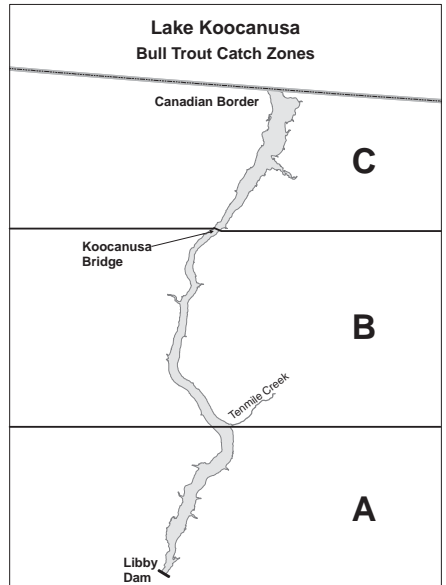 Lake Koocanusa
Bull Trout Catch Zones
Canadian Border
C
Koocanusa
Bridge
B
Tenmile Creek
A
Libby
Dam